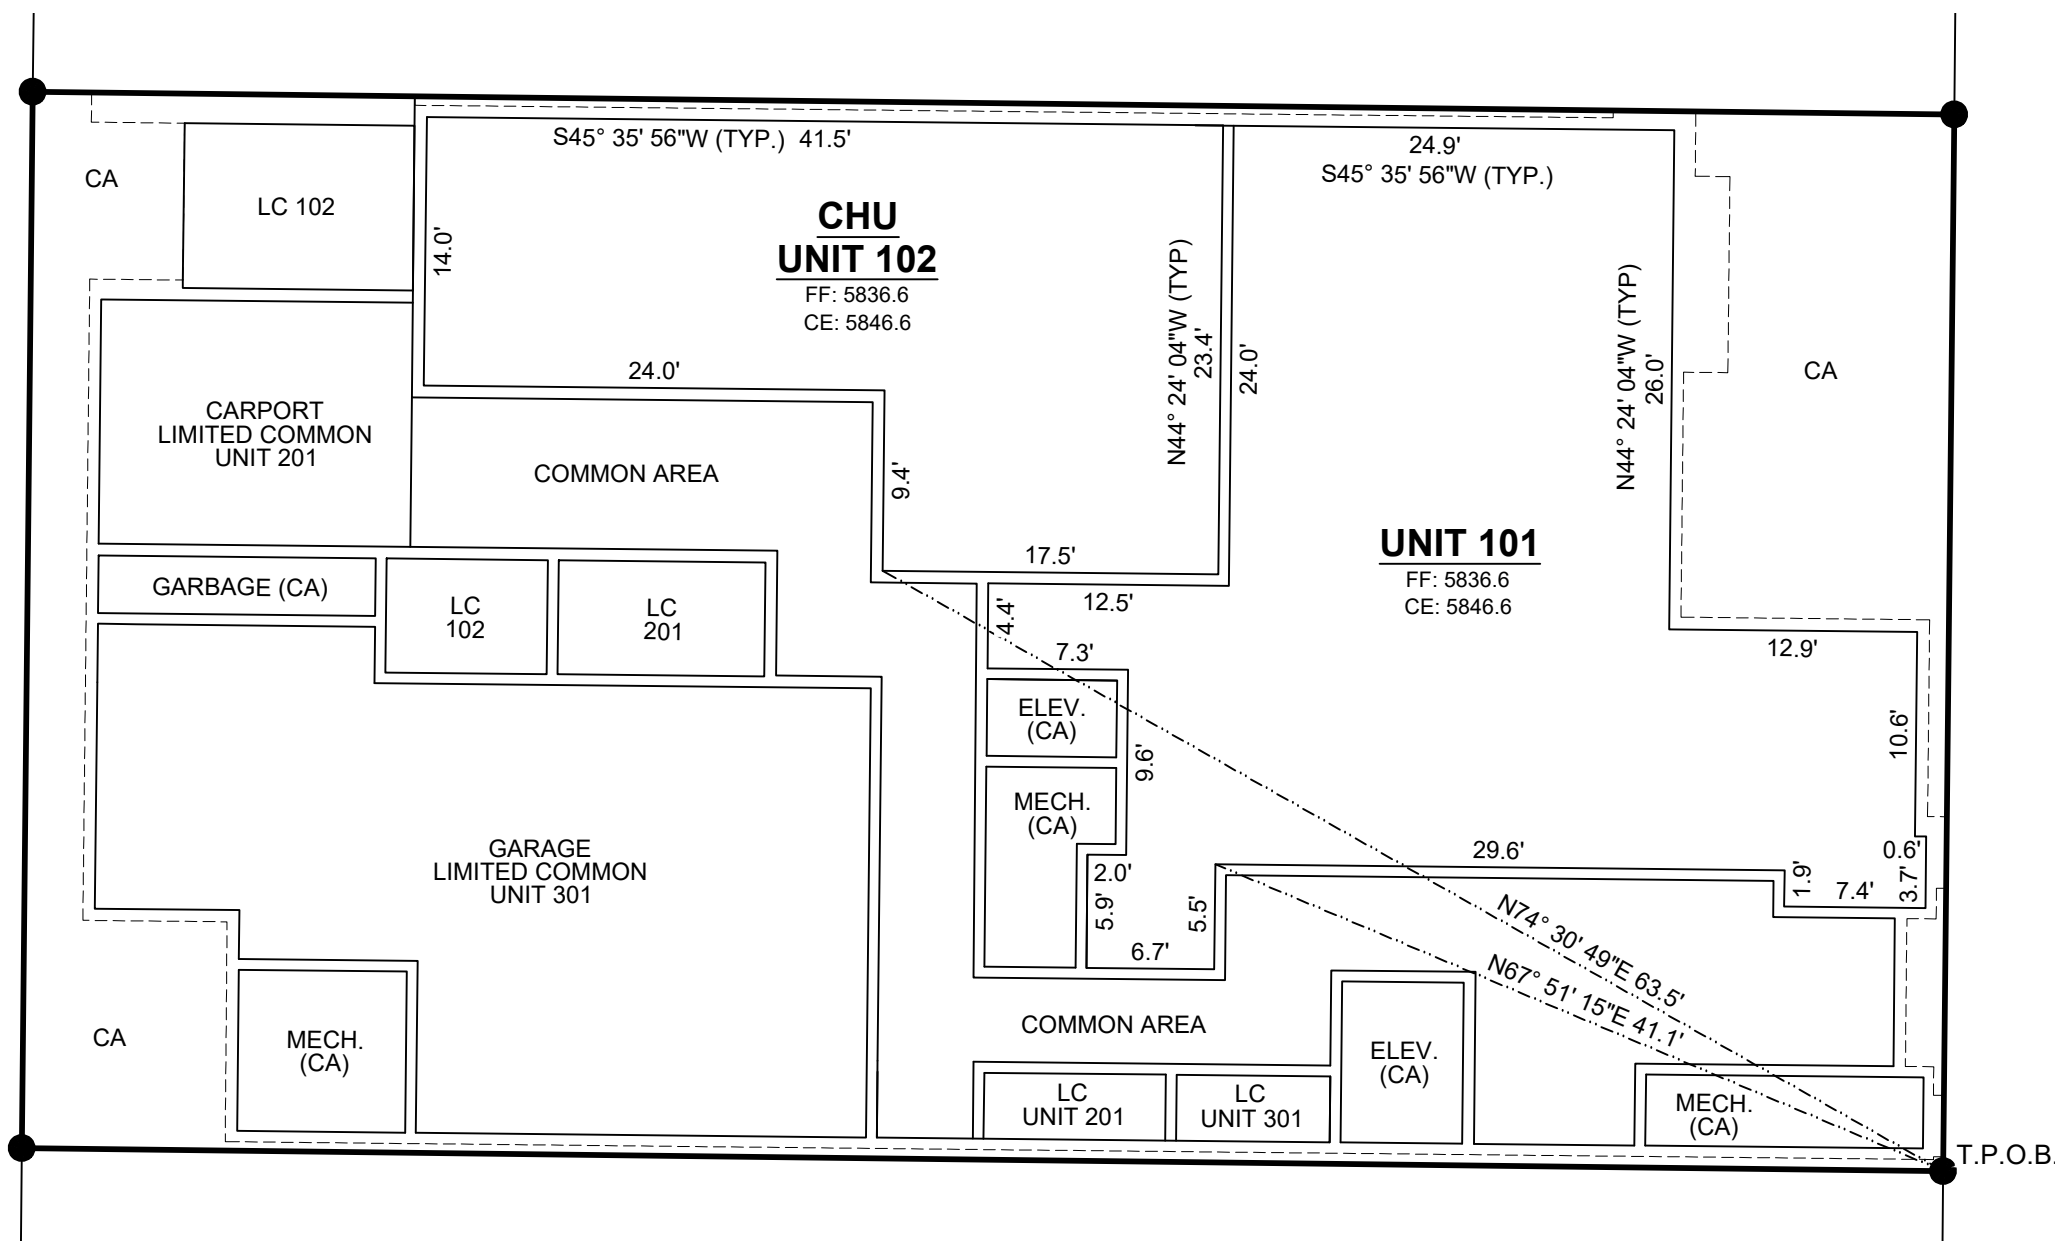 S45° 35' 56"W (TYP.) 41.5'
24.9'
S45° 35' 56"W (TYP.)
CA
LC 102
14.0'
CHU
UNIT 102
FF: 5836.6
CE: 5846.6
N44° 24' 04"W (TYP)
23.4'
24.0'
N44° 24' 04"W (TYP)
26.0'
CA
24.0'
CARPORT
LIMITED COMMON
UNIT 201
COMMON AREA
9.4'
UNIT 101
FF: 5836.6
CE: 5846.6
17.5'
12.5'
GARBAGE (CA)
LC
102
LC
201
4.4'
7.3'
12.9'
ELEV.
(CA)
9.6'
10.6'
MECH.
(CA)
GARAGE
LIMITED COMMON
UNIT 301
29.6'
0.6'
2.0'
1.9'
7.4'
3.7'
5.9'
5.5'
6.7'
N74° 30' 49"E 63.5'
N67° 51' 15"E 41.1'
CA
MECH.
(CA)
COMMON AREA
ELEV.
(CA)
LC
UNIT 201
LC
UNIT 301
MECH.
(CA)
T.P.O.B.